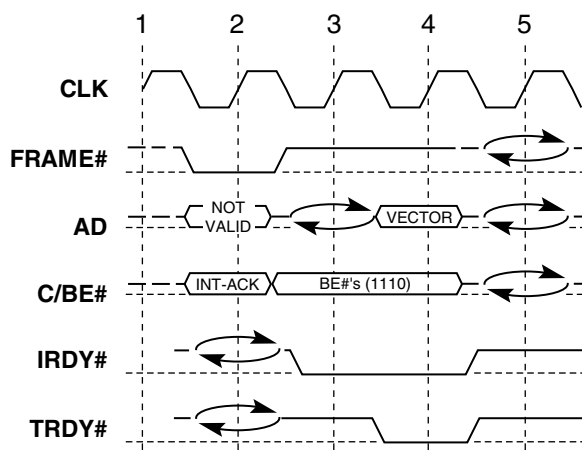 1 2 3 4 5
CLK
FRAME#
AD
NOT
VALID
VECTOR
C/BE#
INT-ACK
BE#'s (1110)
IRDY#
TRDY#